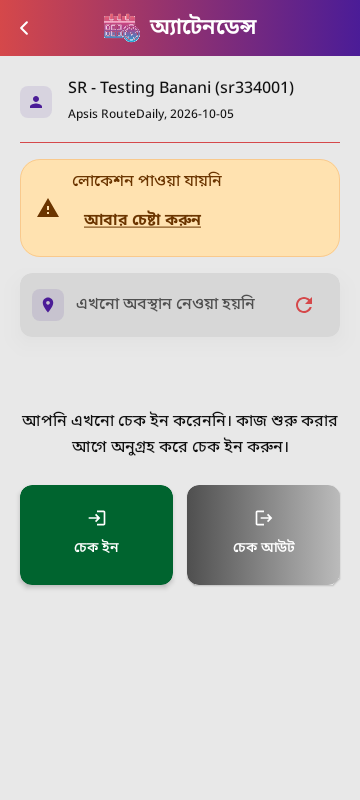 অ্যাটেনডেন্স
SR - Testing Banani (sr334001)
Apsis RouteDaily, 2026-10-05
লোকেশন পাওয়া যায়নি
আবার চেষ্টা করুন
এখনো অবস্থান নেওয়া হয়নি
আপনি এখনো চেক ইন করেননি। কাজ শুরু করার
আগে অনুগ্রহ করে চেক ইন করুন।
চেক ইন
চেক আউট